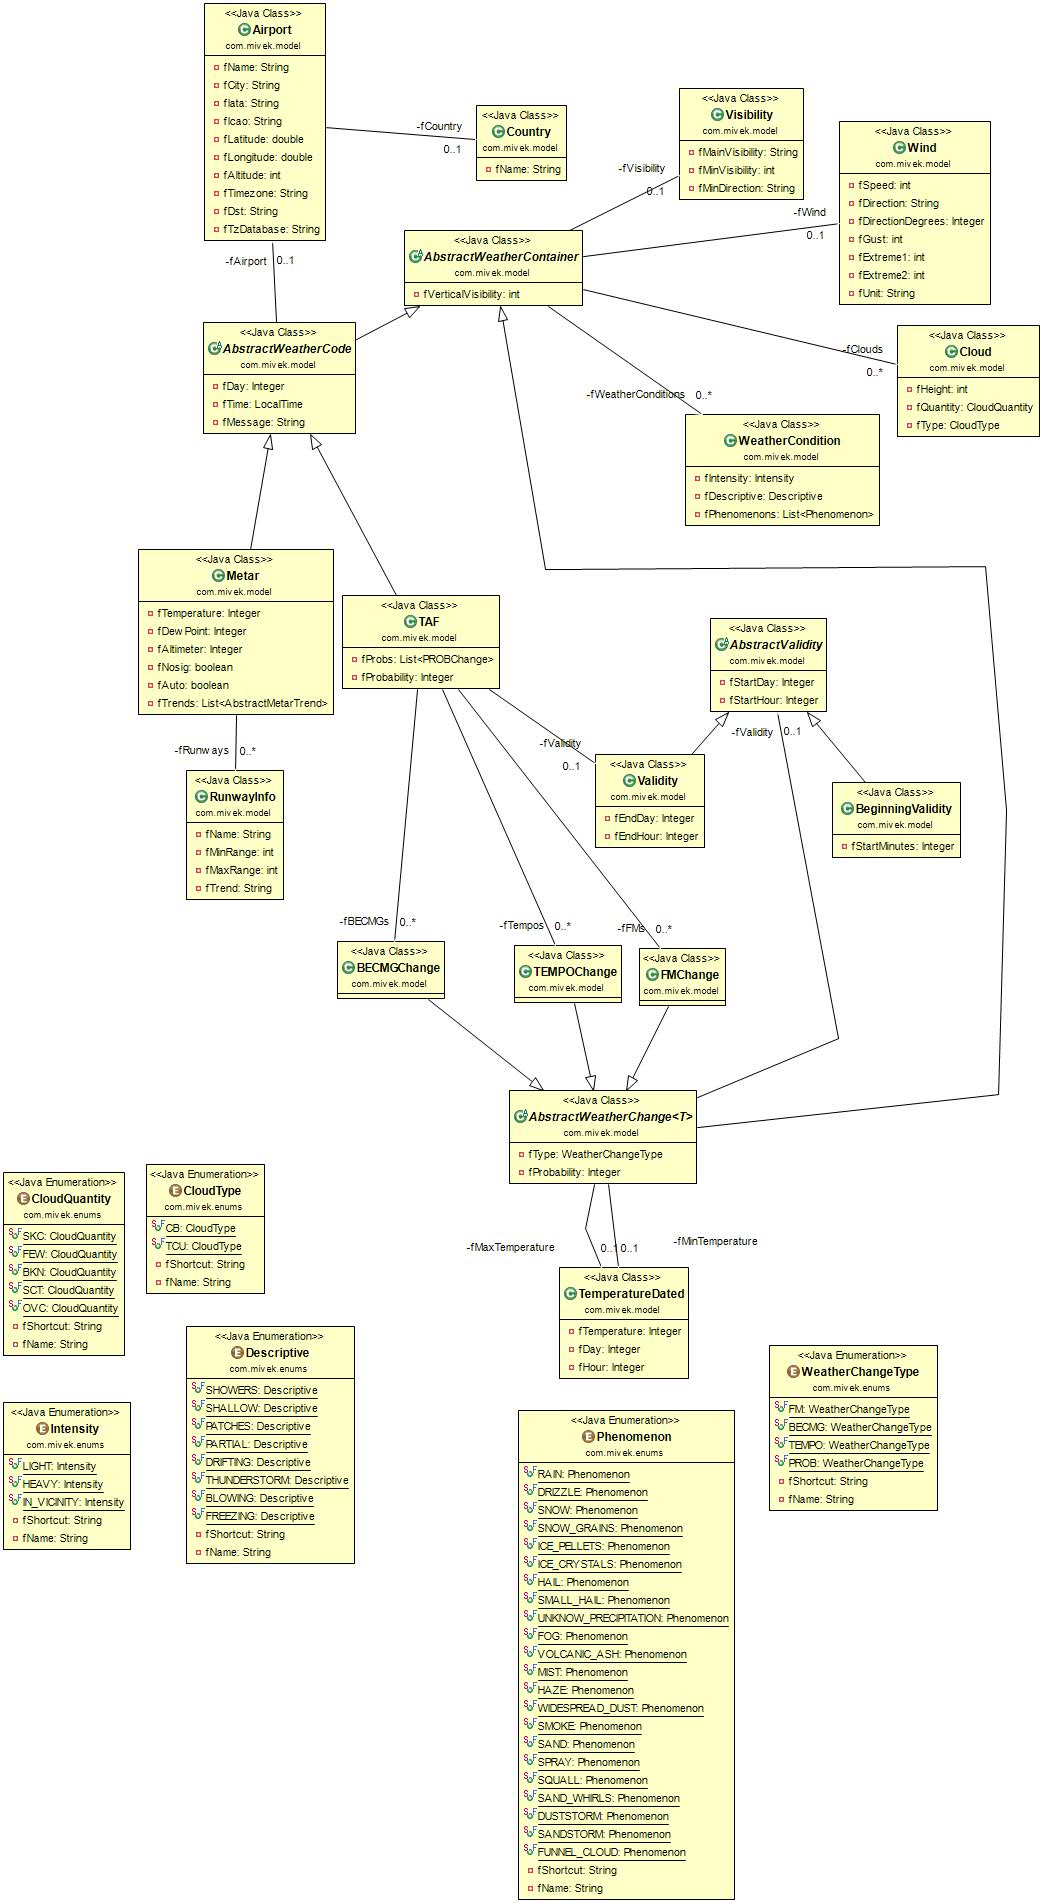 <<Java Class>>
Airport
com.mivek.model
fName: String
fCity: String
fIata: String
fIcao: String
fLatitude: double
fLongitude: double
fAltitude: int
fTimezone: String
fDst: String
fTzDatabase: String
-fCountry
0..1
<<Java Class>>
Country
com.mivek.model
fName: String
<<Java Class>>
Visibility
com.mivek.model
fMainVisibility: String
fMinVisibility: int
fMinDirection: String
-fVisibility
0..1
<<Java Class>>
Wind
com.mivek.model
fSpeed: int
fDirection: String
fDirectionDegrees: Integer
fGust: int
fExtreme1: int
fExtreme2: int
fUnit: String
-fWind
0..1
<<Java Class>>
AbstractWeatherContainer
com.mivek.model
fVerticalVisibility: int
-fAirport
0..1
<<Java Class>>
AbstractWeatherCode
com.mivek.model
fDay: Integer
fTime: LocalTime
fMessage: String
-fClouds
0..*
<<Java Class>>
Cloud
com.mivek.model
fHeight: int
fQuantity: CloudQuantity
fType: CloudType
-fWeatherConditions
0..*
<<Java Class>>
WeatherCondition
com.mivek.model
fIntensity: Intensity
fDescriptive: Descriptive
fPhenomenons: List<Phenomenon>
<<Java Class>>
Metar
com.mivek.model
fTemperature: Integer
fDewPoint: Integer
fAltimeter: Integer
fNosig: boolean
fAuto: boolean
fTrends: List<AbstractMetarTrend>
<<Java Class>>
TAF
com.mivek.model
fProbs: List<PROBChange>
fProbability: Integer
<<Java Class>>
AbstractValidity
com.mivek.model
fStartDay: Integer
fStartHour: Integer
-fRunways
0..*
<<Java Class>>
RunwayInfo
com.mivek.model
fName: String
fMinRange: int
fMaxRange: int
fTrend: String
-fValidity
0..1
<<Java Class>>
Validity
com.mivek.model
fEndDay: Integer
fEndHour: Integer
-fValidity
0..1
<<Java Class>>
BeginningValidity
com.mivek.model
fStartMinutes: Integer
-fBECMGs
0..*
<<Java Class>>
BECMGChange
com.mivek.model
-fTempos
0..*
<<Java Class>>
TEMPOChange
com.mivek.model
-fFMs
0..*
<<Java Class>>
FMChange
com.mivek.model
<<Java Class>>
AbstractWeatherChange<T>
com.mivek.model
fType: WeatherChangeType
fProbability: Integer
-fMaxTemperature
0..1
0..1
-fMinTemperature
<<Java Class>>
TemperatureDated
com.mivek.model
fTemperature: Integer
fDay: Integer
fHour: Integer
<<Java Enumeration>>
CloudQuantity
com.mivek.enums
SKC: CloudQuantity
FEW: CloudQuantity
BKN: CloudQuantity
SCT: CloudQuantity
OVC: CloudQuantity
fShortcut: String
fName: String
<<Java Enumeration>>
CloudType
com.mivek.enums
CB: CloudType
TCU: CloudType
fShortcut: String
fName: String
<<Java Enumeration>>
Descriptive
com.mivek.enums
SHOWERS: Descriptive
SHALLOW: Descriptive
PATCHES: Descriptive
PARTIAL: Descriptive
DRIFTING: Descriptive
THUNDERSTORM: Descriptive
BLOWING: Descriptive
FREEZING: Descriptive
fShortcut: String
fName: String
<<Java Enumeration>>
Intensity
com.mivek.enums
LIGHT: Intensity
HEAVY: Intensity
IN_VICINITY: Intensity
fShortcut: String
fName: String
<<Java Enumeration>>
WeatherChangeType
com.mivek.enums
FM: WeatherChangeType
BECMG: WeatherChangeType
TEMPO: WeatherChangeType
PROB: WeatherChangeType
fShortcut: String
fName: String
<<Java Enumeration>>
Phenomenon
com.mivek.enums
RAIN: Phenomenon
DRIZZLE: Phenomenon
SNOW: Phenomenon
SNOW_GRAINS: Phenomenon
ICE_PELLETS: Phenomenon
ICE_CRYSTALS: Phenomenon
HAIL: Phenomenon
SMALL_HAIL: Phenomenon
UNKNOW_PRECIPITATION: Phenomenon
FOG: Phenomenon
VOLCANIC_ASH: Phenomenon
MIST: Phenomenon
HAZE: Phenomenon
WIDESPREAD_DUST: Phenomenon
SMOKE: Phenomenon
SAND: Phenomenon
SPRAY: Phenomenon
SQUALL: Phenomenon
SAND_WHIRLS: Phenomenon
DUSTSTORM: Phenomenon
SANDSTORM: Phenomenon
FUNNEL_CLOUD: Phenomenon
fShortcut: String
fName: String